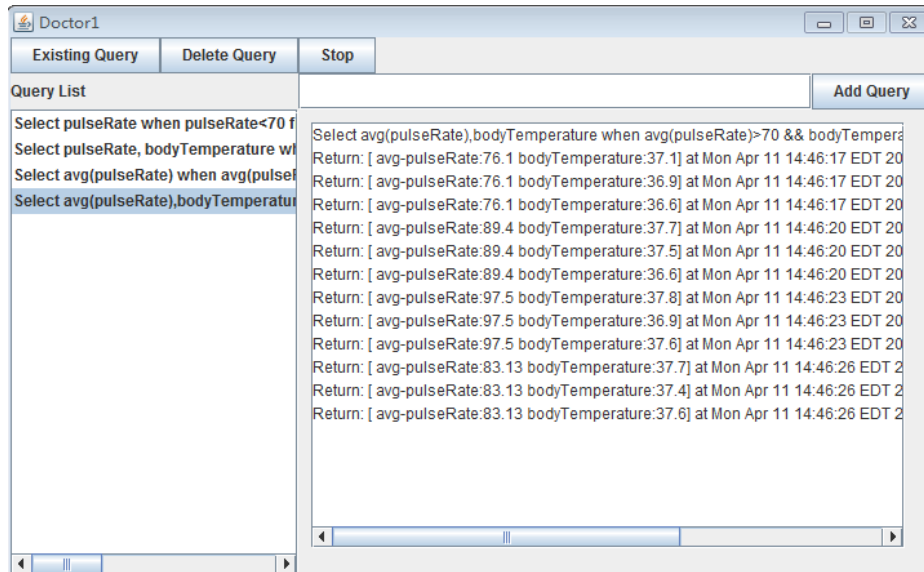 Doctor1
Existing Query Delete Query Stop
Query List
Add Query
Select pulseRate when pulseRate<70 f
Select pulseRate, bodyTemperature wh
Select avg(pulseRate) when avg(pulseR
Select avg(pulseRate),bodyTemperatur
Select avg(pulseRate),bodyTemperature when avg(pulseRate)>70 && bodyTempera
Return: [ avg-pulseRate:76.1 bodyTemperature:37.1] at Mon Apr 11 14:46:17 EDT 20
Return: [ avg-pulseRate:76.1 bodyTemperature:36.9] at Mon Apr 11 14:46:17 EDT 20
Return: [ avg-pulseRate:76.1 bodyTemperature:36.6] at Mon Apr 11 14:46:17 EDT 20
Return: [ avg-pulseRate:89.4 bodyTemperature:37.7] at Mon Apr 11 14:46:20 EDT 20
Return: [ avg-pulseRate:89.4 bodyTemperature:37.5] at Mon Apr 11 14:46:20 EDT 20
Return: [ avg-pulseRate:89.4 bodyTemperature:36.6] at Mon Apr 11 14:46:20 EDT 20
Return: [ avg-pulseRate:97.5 bodyTemperature:37.8] at Mon Apr 11 14:46:23 EDT 20
Return: [ avg-pulseRate:97.5 bodyTemperature:36.9] at Mon Apr 11 14:46:23 EDT 20
Return: [ avg-pulseRate:97.5 bodyTemperature:37.6] at Mon Apr 11 14:46:23 EDT 20
Return: [ avg-pulseRate:83.13 bodyTemperature:37.7] at Mon Apr 11 14:46:26 EDT 2
Return: [ avg-pulseRate:83.13 bodyTemperature:37.4] at Mon Apr 11 14:46:26 EDT 2
Return: [ avg-pulseRate:83.13 bodyTemperature:37.6] at Mon Apr 11 14:46:26 EDT 2